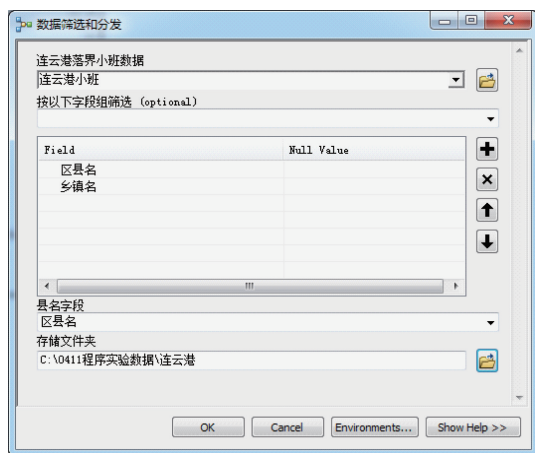 数据筛选和分发
连云港落界小班数据
连云港小班
按以下字段组筛选 (optional)
Field Null Value
区县名
乡镇名
县名字段
区县名
存储文件夹
C:\0411程序实验数据\连云港
OK Cancel Environments... Show Help >>